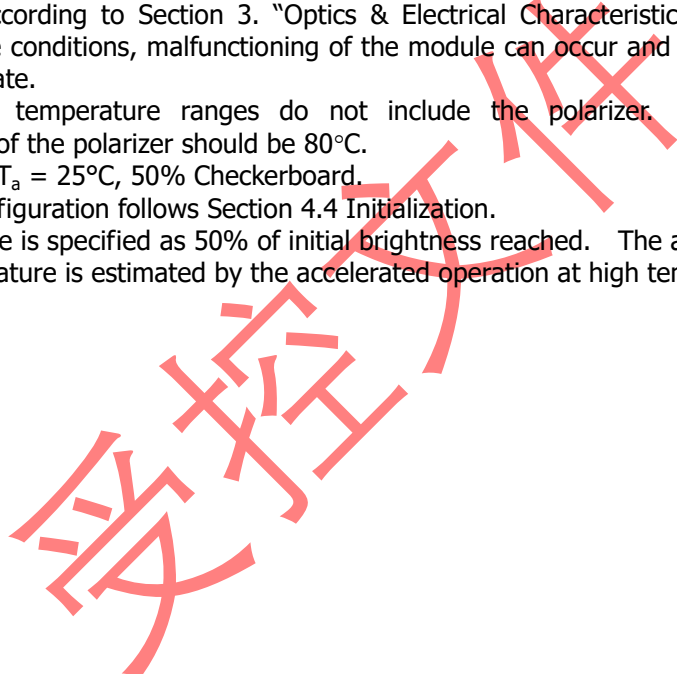 ccording to Section 3. “Optics & Electrical Characteristic
e conditions, malfunctioning of the module can occur and
ate.
temperature ranges do not include the polarizer.
of the polarizer should be 80°C.
Tₐ = 25°C, 50% Checkerboard.
figuration follows Section 4.4 Initialization.
e is specified as 50% of initial brightness reached. The a
ature is estimated by the accelerated operation at high ter
受控文件